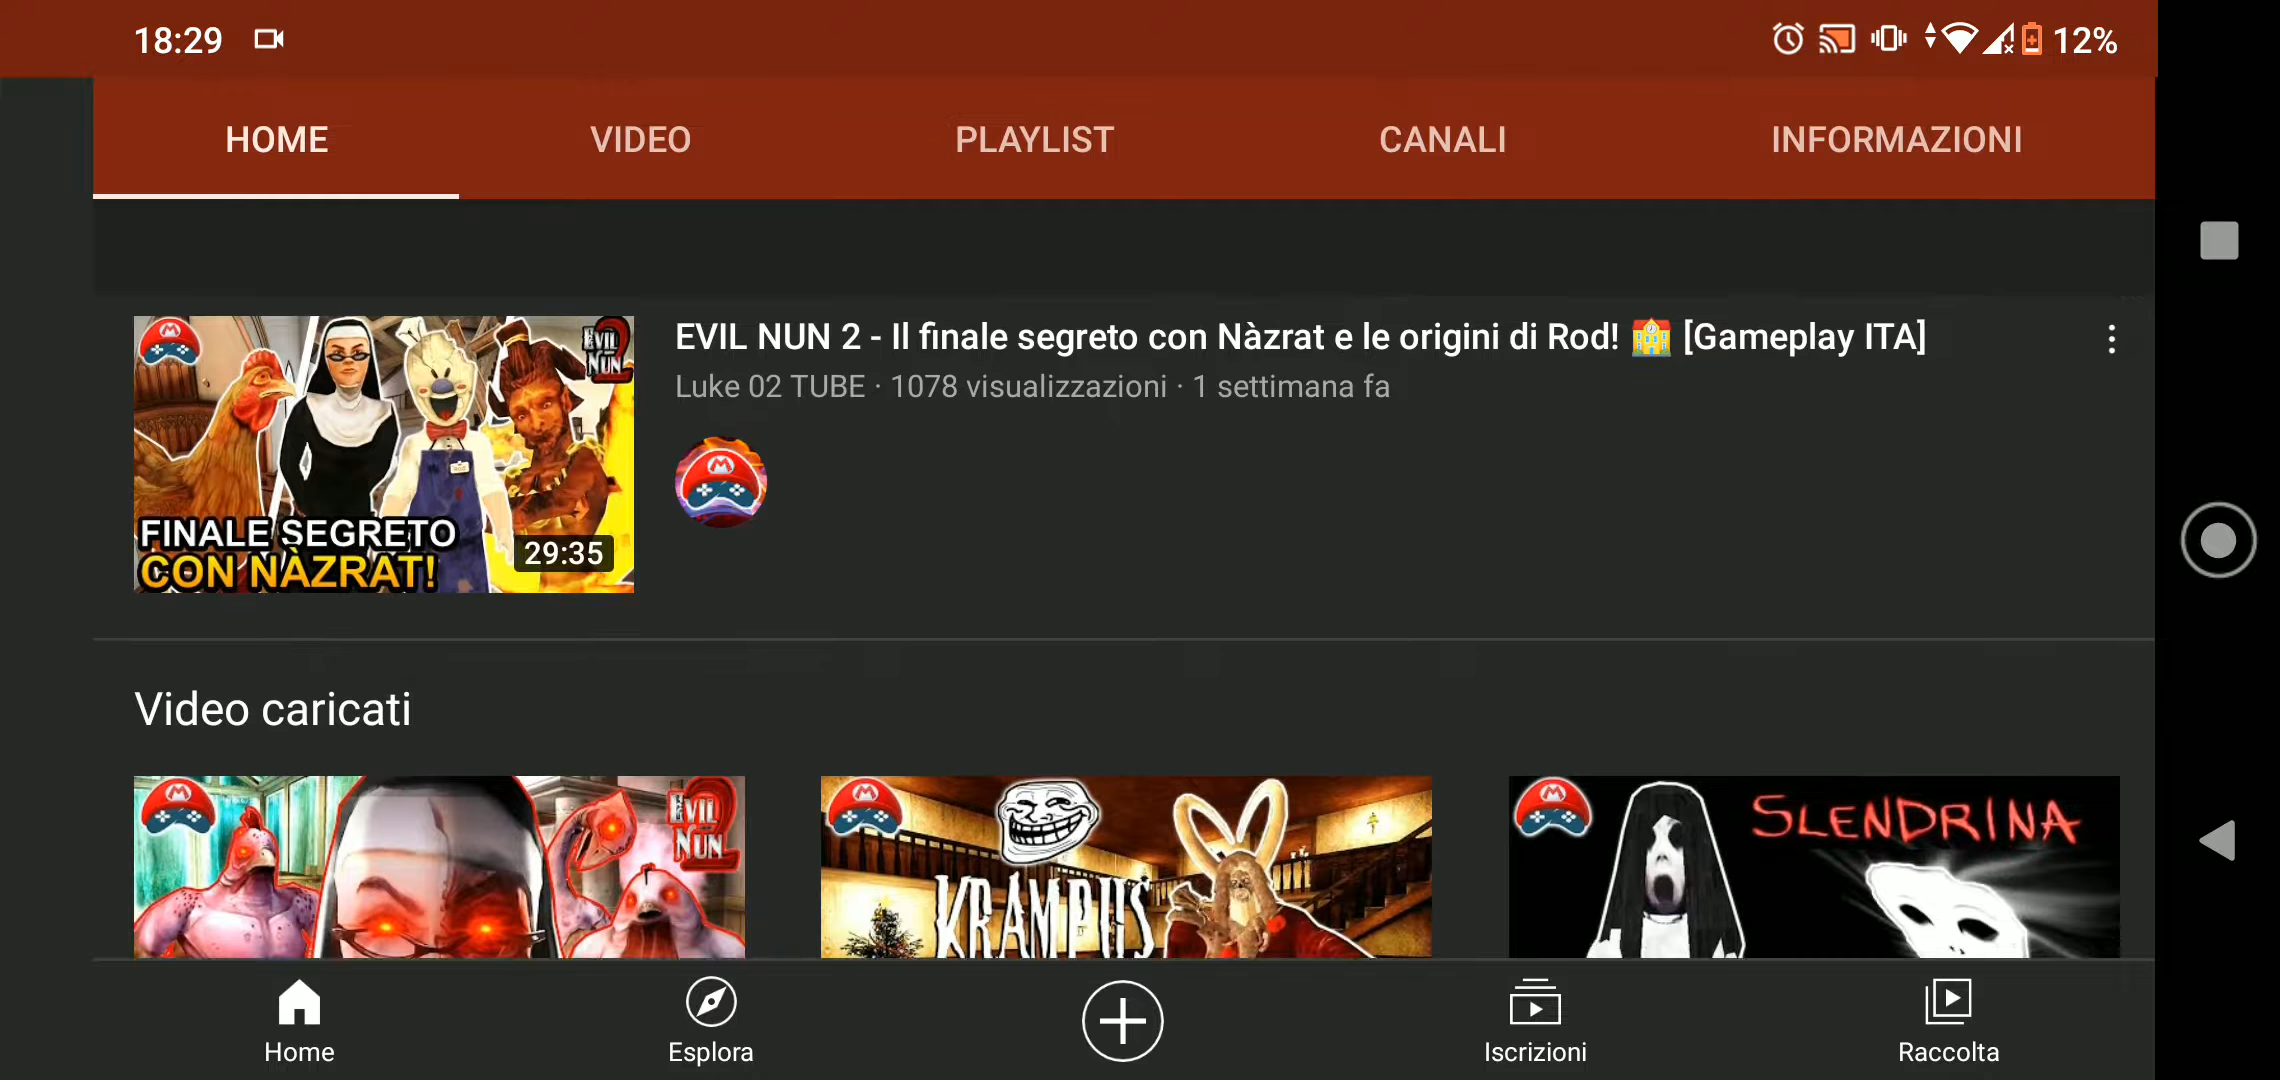 18:29 12%
HOME VIDEO PLAYLIST CANALI INFORMAZIONI
EVIL NUN 2 - Il finale segreto con Nàzrat e le origini di Rod! 🏫 [Gameplay ITA]
Luke 02 TUBE · 1078 visualizzazioni · 1 settimana fa
M
EVIL NUN 2
FINALE SEGRETO
CON NÀZRAT!
29:35
M
Video caricati
M
EVIL NUN 2
M
KRAMPUS
M
SLENDRINA
Home Esplora Iscrizioni Raccolta